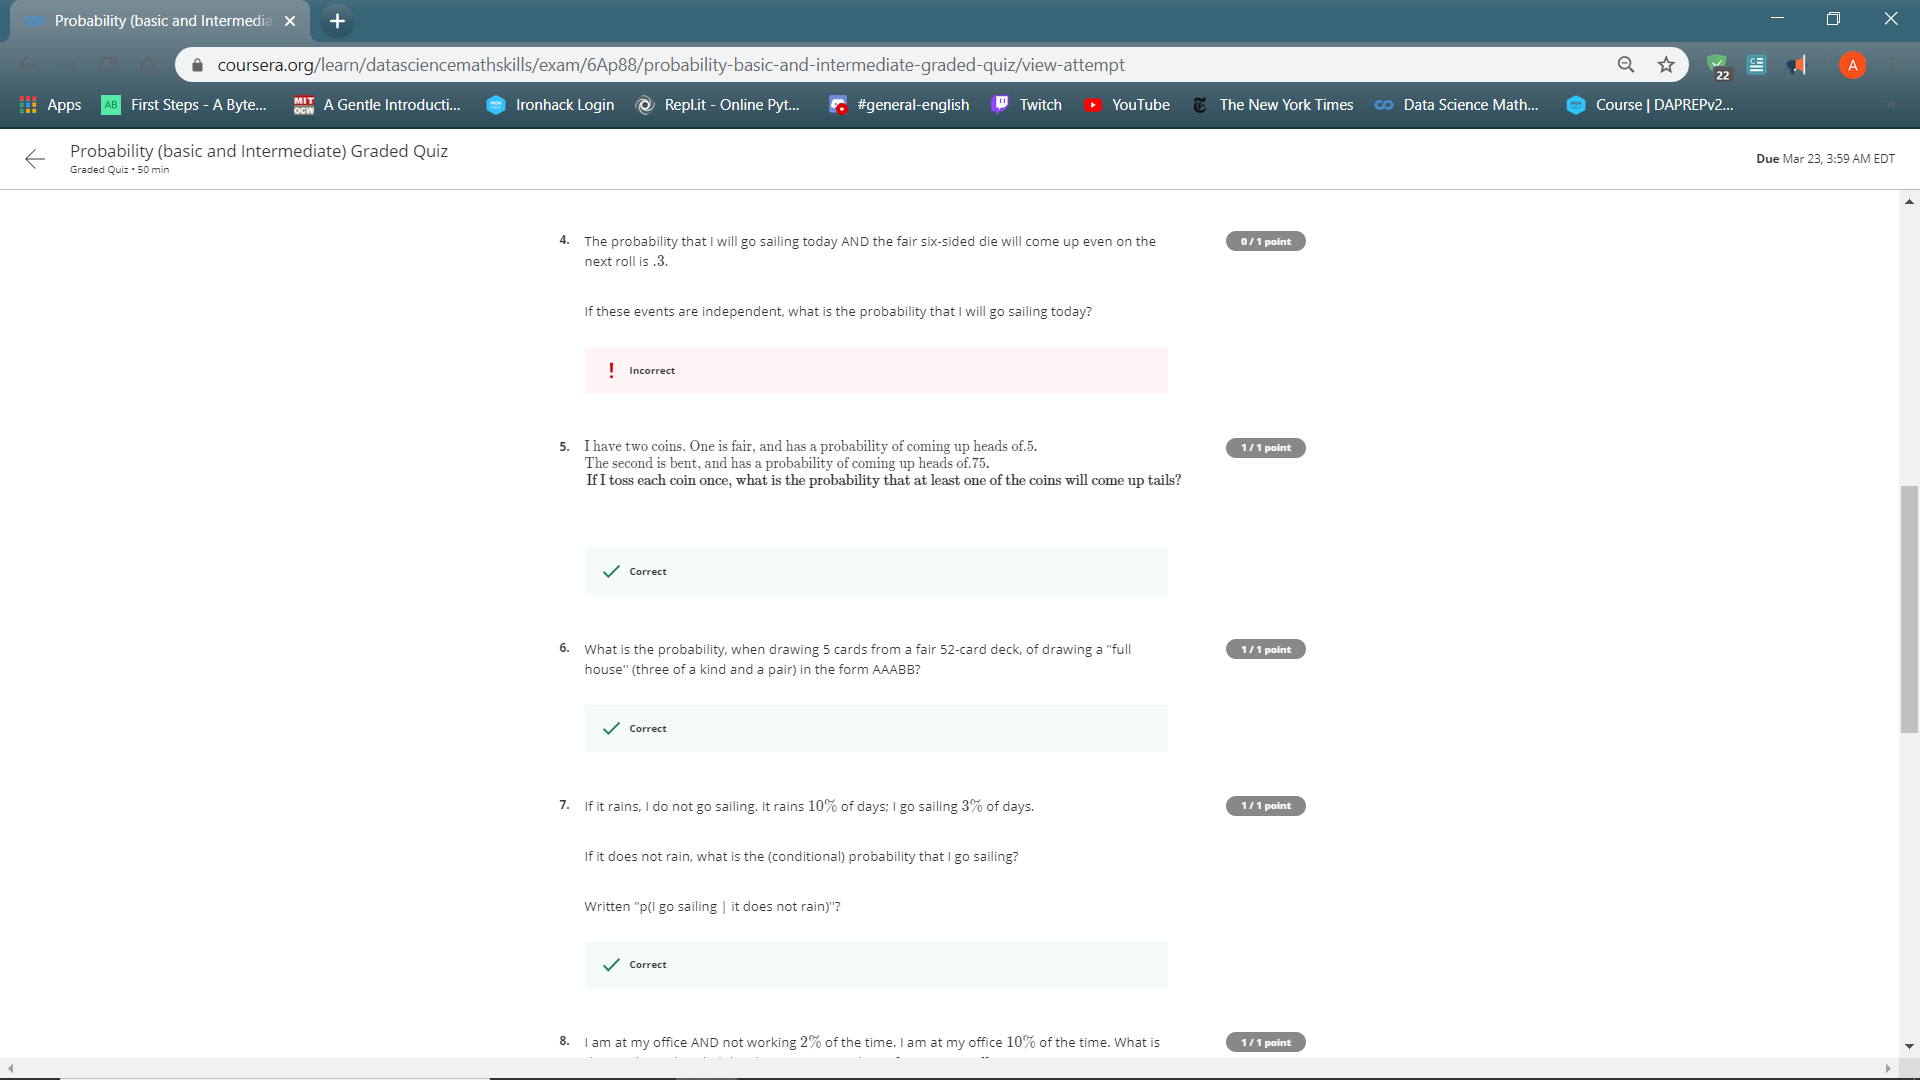 Probability (basic and Intermedia
coursera.org/learn/datasciencemathskills/exam/6Ap88/probability-basic-and-intermediate-graded-quiz/view-attempt
22
A
Apps
AB First Steps - A Byte...
MIT OCW A Gentle Introducti...
Ironhack Login
Repl.it - Online Pyt...
#general-english
Twitch
YouTube
The New York Times
Data Science Math...
Course | DAPREPv2...
Probability (basic and Intermediate) Graded Quiz
Graded Quiz • 50 min
Due Mar 23, 3:59 AM EDT
4. The probability that I will go sailing today AND the fair six-sided die will come up even on the
next roll is .3.
0 / 1 point
If these events are independent, what is the probability that I will go sailing today?
! Incorrect
5. I have two coins. One is fair, and has a probability of coming up heads of.5.
The second is bent, and has a probability of coming up heads of.75.
If I toss each coin once, what is the probability that at least one of the coins will come up tails?
1 / 1 point
Correct
6. What is the probability, when drawing 5 cards from a fair 52-card deck, of drawing a "full
house" (three of a kind and a pair) in the form AAABB?
1 / 1 point
Correct
7. If it rains, I do not go sailing. It rains 10% of days; I go sailing 3% of days.
1 / 1 point
If it does not rain, what is the (conditional) probability that I go sailing?
Written "p(I go sailing | it does not rain)"?
Correct
8. I am at my office AND not working 2% of the time. I am at my office 10% of the time. What is
1 / 1 point